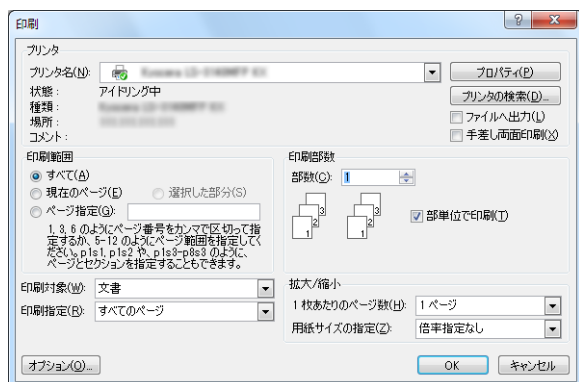 印刷
プリンタ
プリンタ名(N):
プロパティ(P)
状態 : アイドリング中
プリンタの検索(D)...
種類 :
場所 :
ファイルへ出力(L)
コメント :
手差し両面印刷(X)
印刷範囲
すべて(A)
現在のページ(E) 選択した部分(S)
ページ指定(G):
1, 3, 6 のようにページ番号をカンマで区切って指
定するか、5-12 のようにページ範囲を指定してく
ださい。p1s1, p1s2 や、p1s3-p8s3 のように、
ページとセクションを指定することもできます。
印刷部数
部数(C): 1
1 2 3 1 2 3
部単位で印刷(T)
印刷対象(W): 文書
印刷指定(R): すべてのページ
拡大/縮小
1 枚あたりのページ数(H): 1 ページ
用紙サイズの指定(Z): 倍率指定なし
オプション(O)...
OK キャンセル